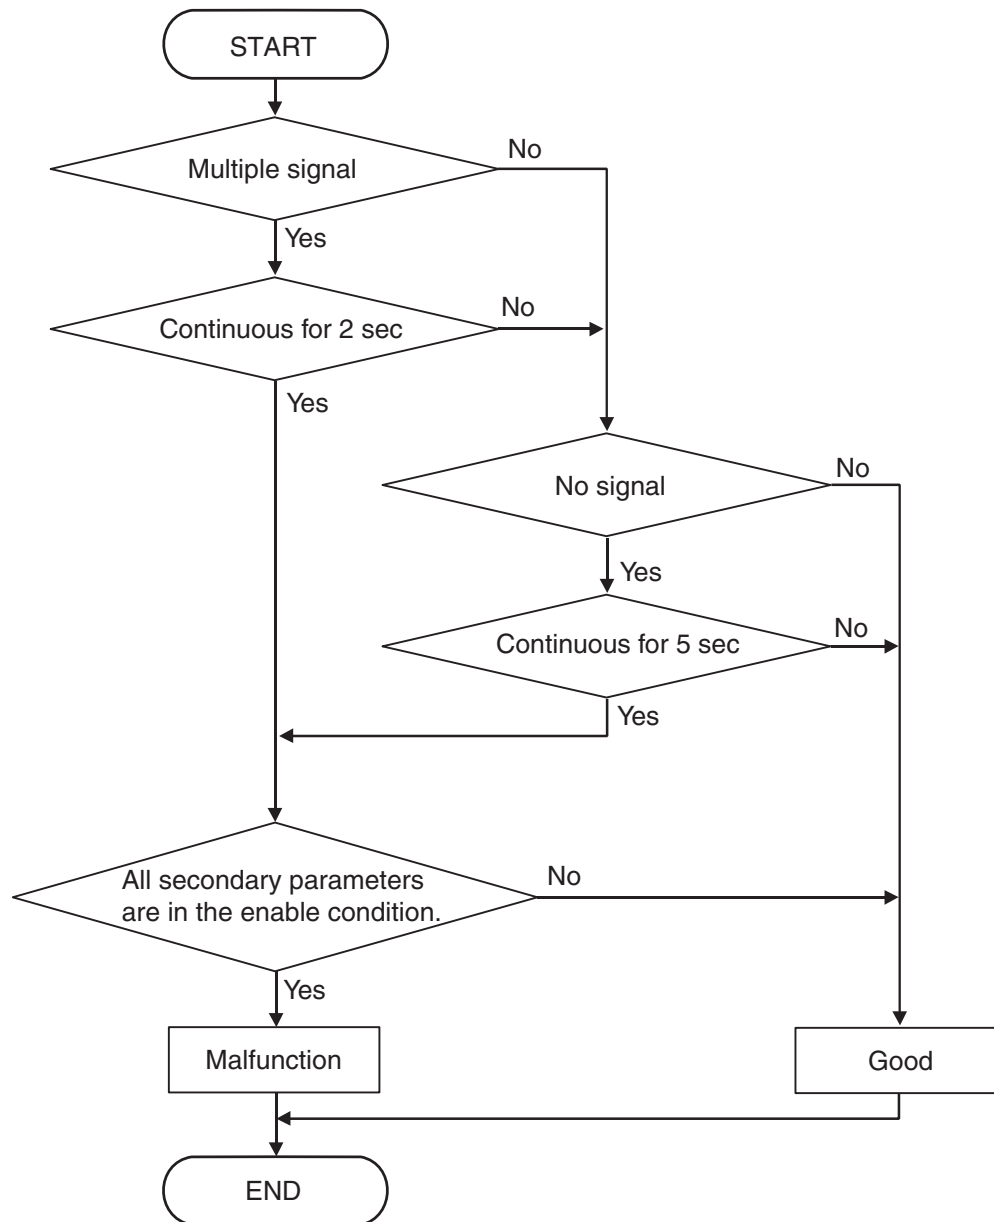 START
Multiple signal
No
Yes
Continuous for 2 sec
No
Yes
No signal
No
Yes
Continuous for 5 sec
No
Yes
All secondary parameters
are in the enable condition.
No
Yes
Malfunction
Good
END